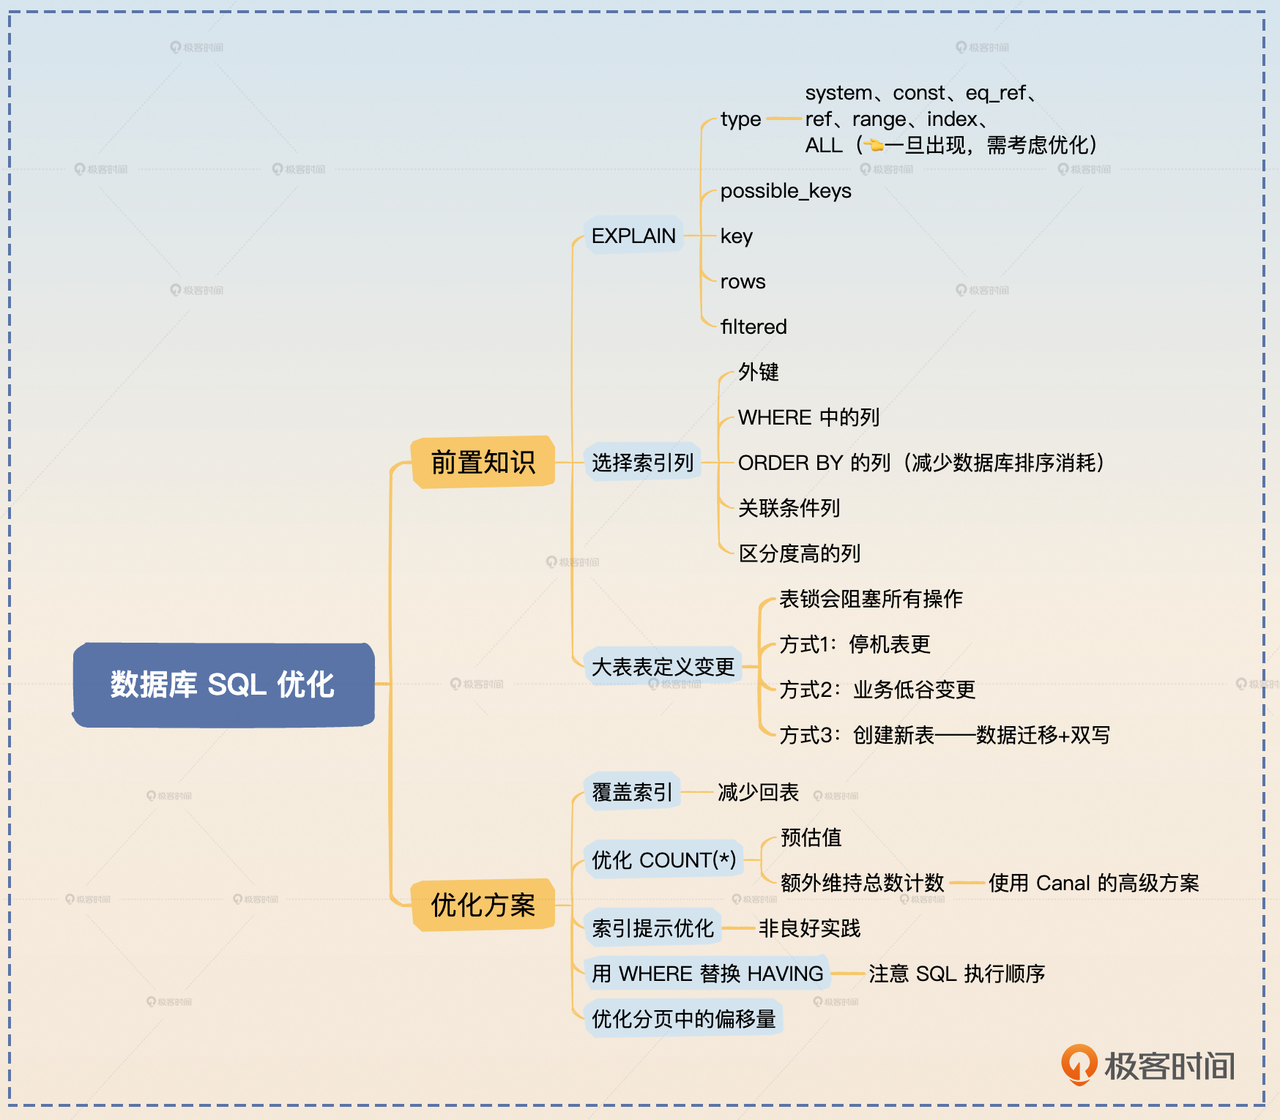 数据库 SQL 优化
前置知识
EXPLAIN
type
system、const、eq_ref、
ref、range、index、
ALL（👈一旦出现，需考虑优化）
possible_keys
key
rows
filtered
选择索引列
外键
WHERE 中的列
ORDER BY 的列（减少数据库排序消耗）
关联条件列
区分度高的列
大表表定义变更
表锁会阻塞所有操作
方式1：停机表更
方式2：业务低谷变更
方式3：创建新表——数据迁移+双写
优化方案
覆盖索引
减少回表
优化 COUNT(*)
预估值
额外维持总数计数
使用 Canal 的高级方案
索引提示优化
非良好实践
用 WHERE 替换 HAVING
注意 SQL 执行顺序
优化分页中的偏移量
极客时间